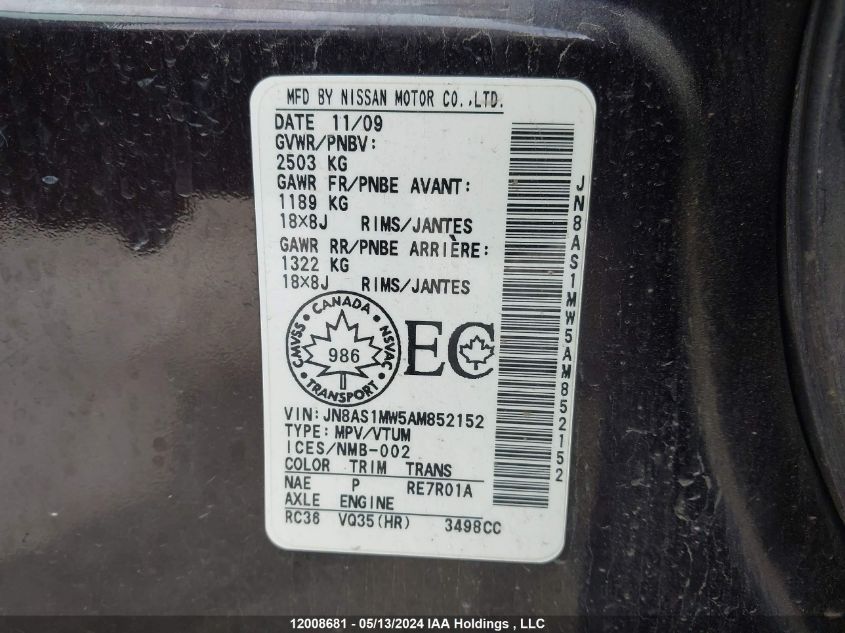 MFD BY NISSAN MOTOR CO.,LTD.
DATE 11/09
GVWR/PNBV:
2503 KG
GAWR FR/PNBE AVANT:
1189 KG
18×8J RIMS/JANTES
GAWR RR/PNBE ARRIÈRE:
1322 KG
18×8J RIMS/JANTES
CANADA
CMVSS 986 NSVAC
TRANSPORT
EC
VIN: JN8AS1MW5AM852152
TYPE: MPV/VTUM
ICES/NMB-002
COLOR TRIM TRANS
NAE P RE7R01A
AXLE ENGINE
RC36 VQ35(HR) 3498CC
JN8AS1MW5AM852152
12008681 - 05/13/2024 IAA Holdings , LLC